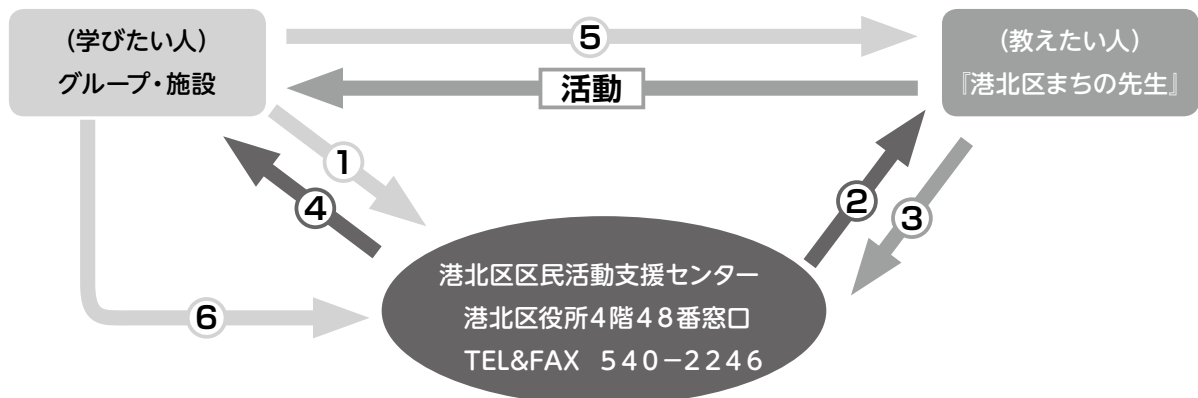 (学びたい人)
グループ・施設
⑤
(教えたい人)
『港北区まちの先生』
活動
①
④
②
③
⑥
港北区区民活動支援センター
港北区役所4階48番窓口
TEL&FAX 540-2246